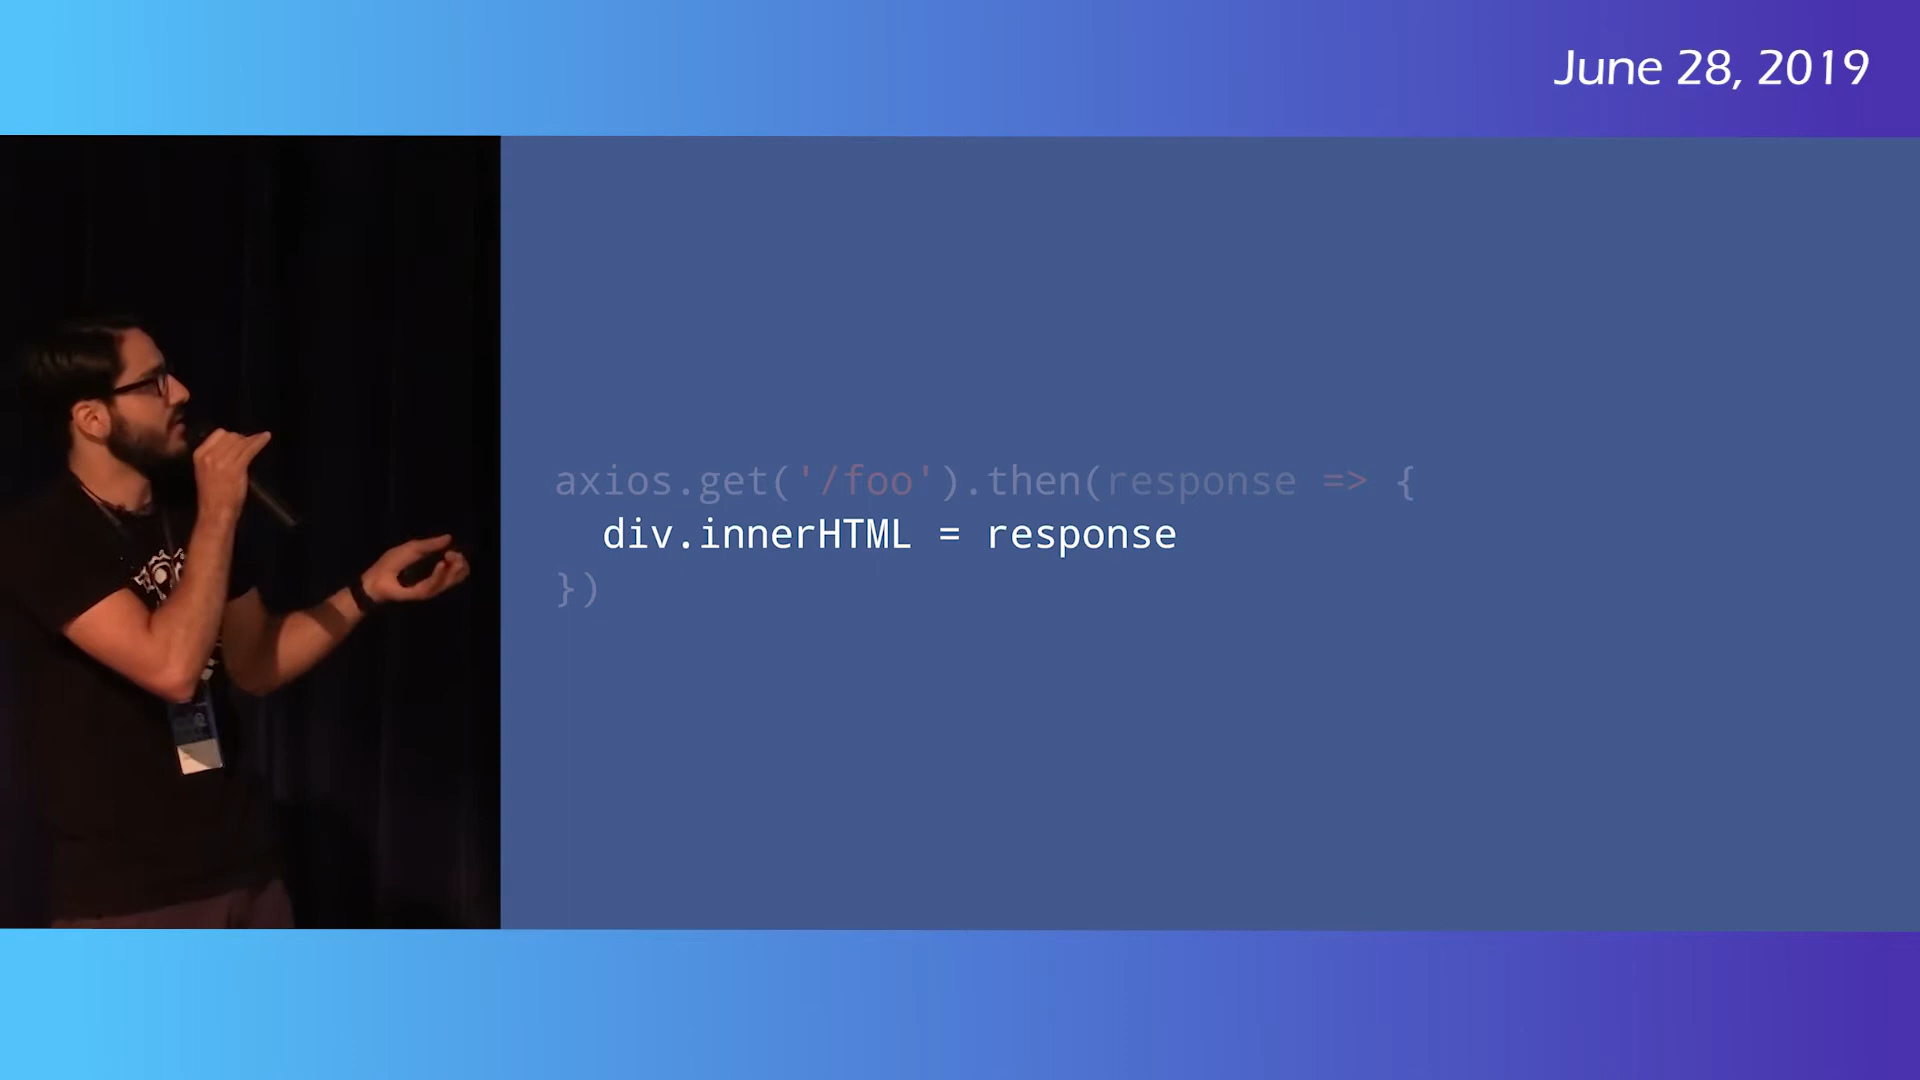 June 28, 2019
axios.get('/foo').then(response => {
  div.innerHTML = response
})